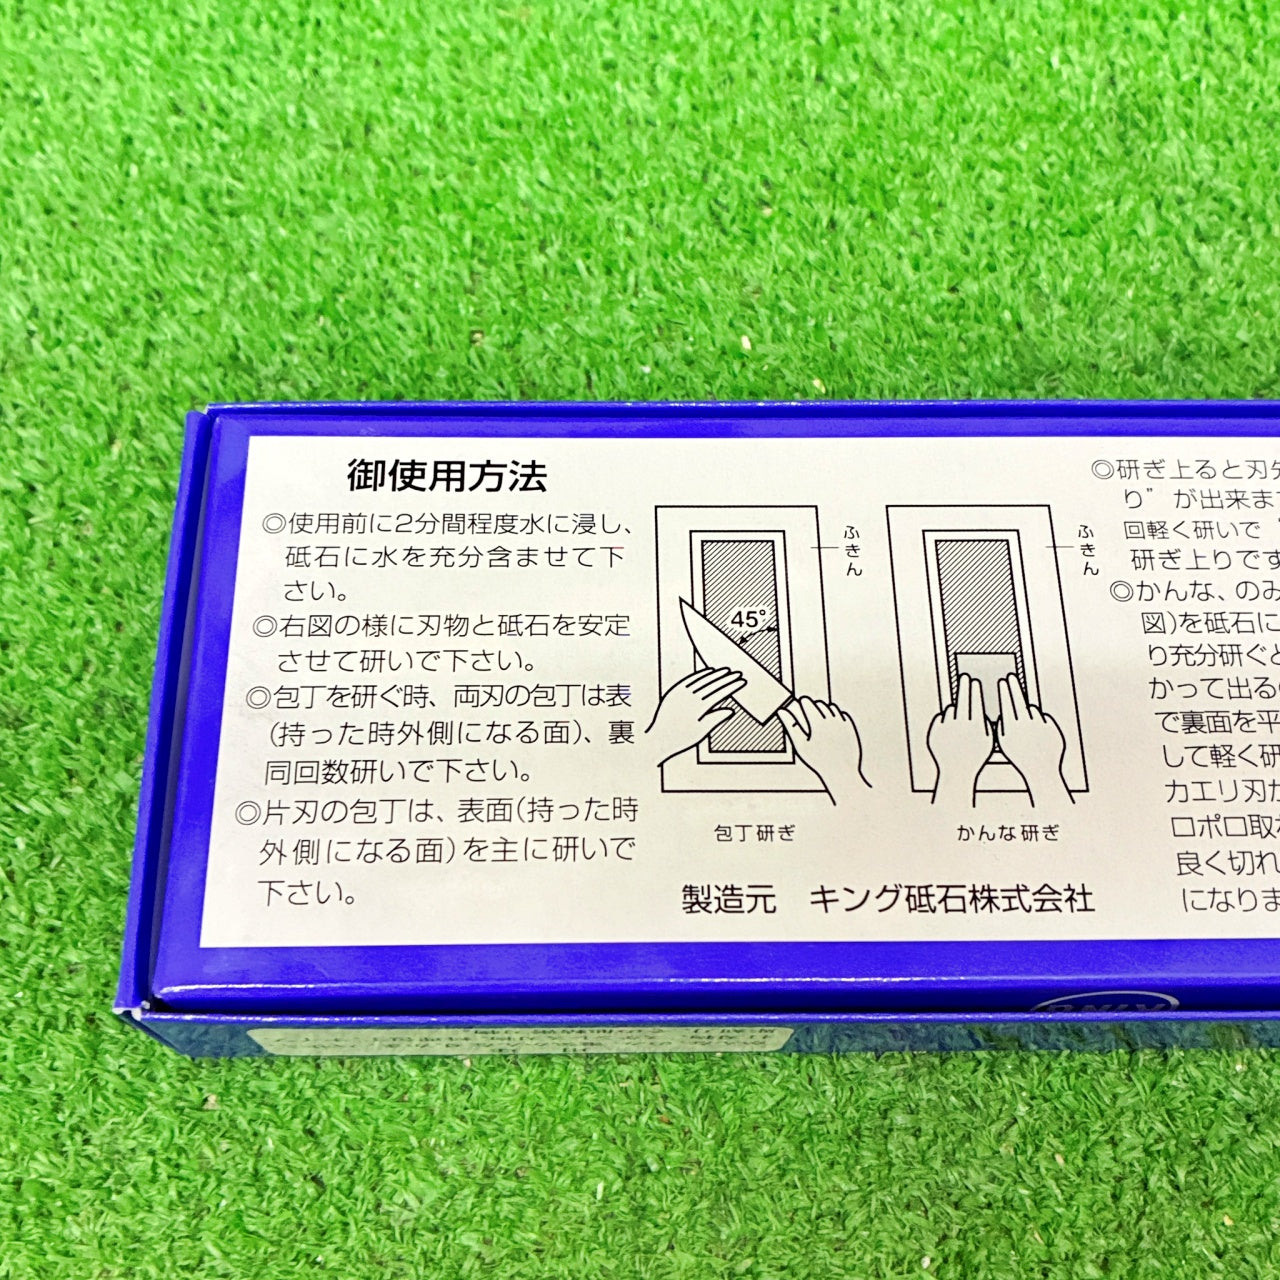 御使用方法
◎使用前に2分間程度水に浸し、
砥石に水を充分含ませて下
さい。
◎右図の様に刃物と砥石を安定
させて研いで下さい。
◎包丁を研ぐ時、両刃の包丁は表
(持った時外側になる面)、裏
同回数研いで下さい。
◎片刃の包丁は、表面(持った時
外側になる面)を主に研いで
下さい。
ふきん
45°
包丁研ぎ
ふきん
かんな研ぎ
製造元 キング砥石株式会社
◎研ぎ上ると刃先
り”が出来ま
回軽く研いで
研ぎ上りです
◎かんな、のみ
図)を砥石に
り充分研ぐと
かって出る
で裏面を平
して軽く研
カエリ刃が
ロポロ取れ
良く切れ
になりま